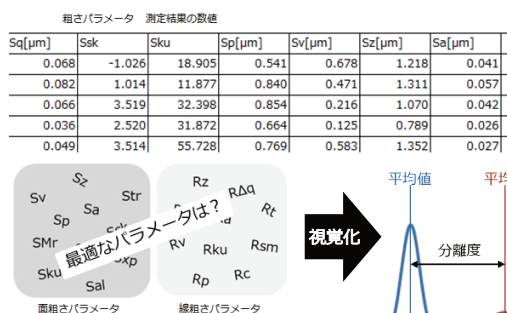 粗さパラメータ 測定結果の数値
Sq[μm] Ssk Sku Sp[μm] Sv[μm] Sz[μm] Sa[μm]
0.068 -1.026 18.905 0.541 0.678 1.218 0.041
0.082 1.014 11.877 0.840 0.471 1.311 0.057
0.066 3.519 32.398 0.854 0.216 1.070 0.042
0.036 2.520 31.872 0.664 0.125 0.789 0.026
0.049 3.514 55.728 0.769 0.583 1.352 0.027
Sz
Sv
Str
Sa
Sp
SMr
Sku
Sal
最適なパラメータは？
Rz
RΔq
Rt
Rv
Rku
Rsm
Rp
Rc
面粗さパラメータ
線粗さパラメータ
視覚化
平均値
分離度